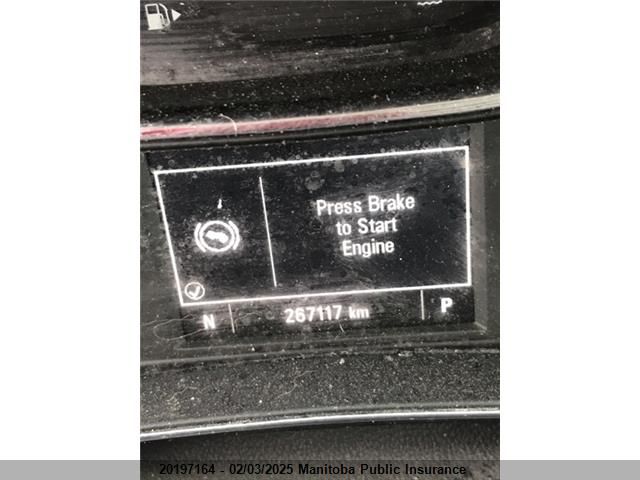 Press Brake
to Start
Engine
N 267117 km P
20197164 - 02/03/2025 Manitoba Public Insurance